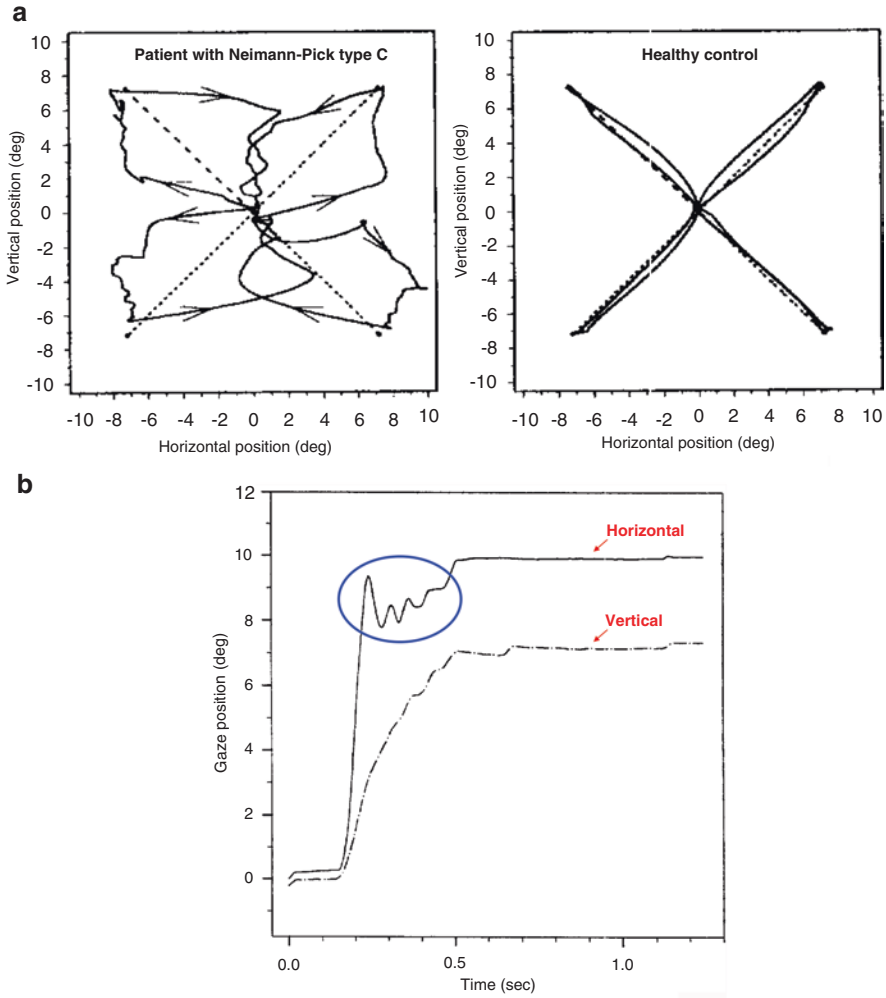 a
Patient with Neimann-Pick type C
10
8
6
4
2
0
-2
-4
-6
-8
-10
Vertical position (deg)
-10 -8 -6 -4 -2 0 2 4 6 8 10
Horizontal position (deg)
Healthy control
10
8
6
4
2
0
-2
-4
-6
-8
-10
Vertical position (deg)
-10 -8 -6 -4 -2 0 2 4 6 8 10
Horizontal position (deg)
b
12
10
8
6
4
2
0
Gaze position (deg)
Horizontal
Vertical
0.0 0.5 1.0
Time (sec)